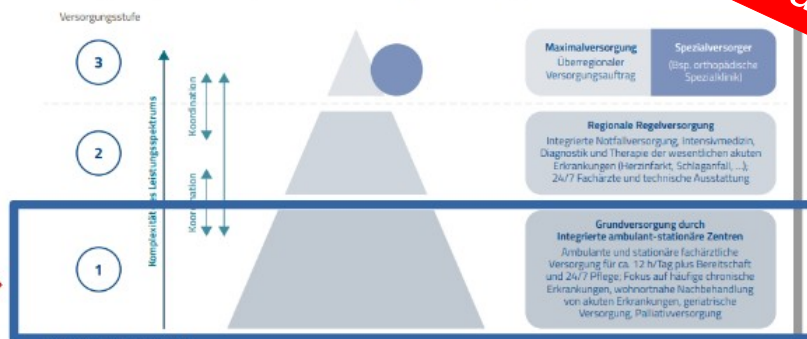 Versorgungsstufe
3
2
1
Komplexität des Leistungsspektrums
Koordination
Koordination
Maximalversorgung
Überregionaler
Versorgungsauftrag
Spezialversorger
(Bsp. orthopädische
Spezialklinik)
Regionale Regelversorgung
Integrierte Notfallversorgung, Intensivmedizin,
Diagnostik und Therapie der wesentlichen akuten
Erkrankungen (Herzinfarkt, Schlaganfall, ...);
24/7 Fachärzte und technische Ausstattung
Grundversorgung durch
Integrierte ambulant-stationäre Zentren
Ambulante und stationäre fachärztliche
Versorgung für ca. 12 h/Tag plus Bereitschaft
und 24/7 Pflege; Fokus auf häufige chronische
Erkrankungen, wohnortnahe Nachbehandlung
von akuten Erkrankungen, geriatrische
Versorgung, Palliativversorgung